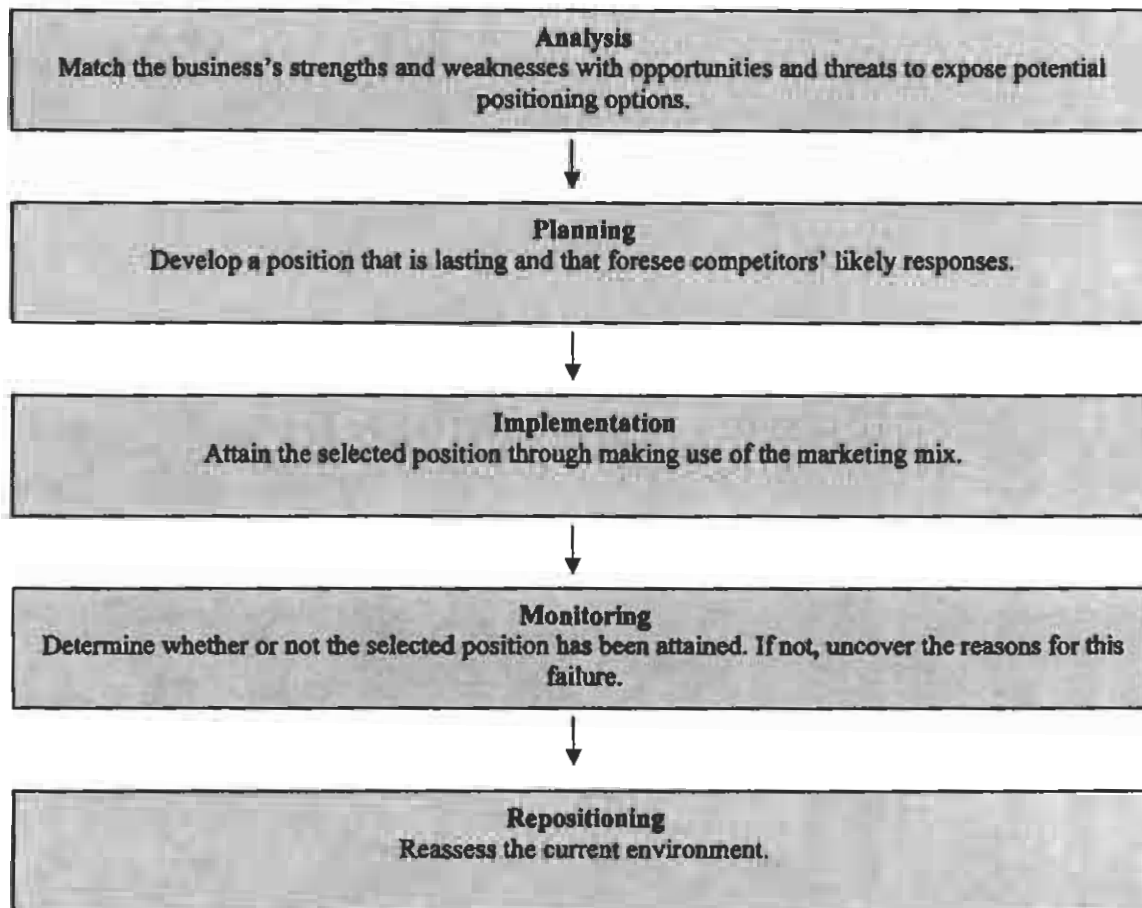 Analysis
Match the business's strengths and weaknesses with opportunities and threats to expose potential
positioning options.
Planning
Develop a position that is lasting and that foresee competitors' likely responses.
Implementation
Attain the selected position through making use of the marketing mix.
Monitoring
Determine whether or not the selected position has been attained. If not, uncover the reasons for this
failure.
Repositioning
Reassess the current environment.